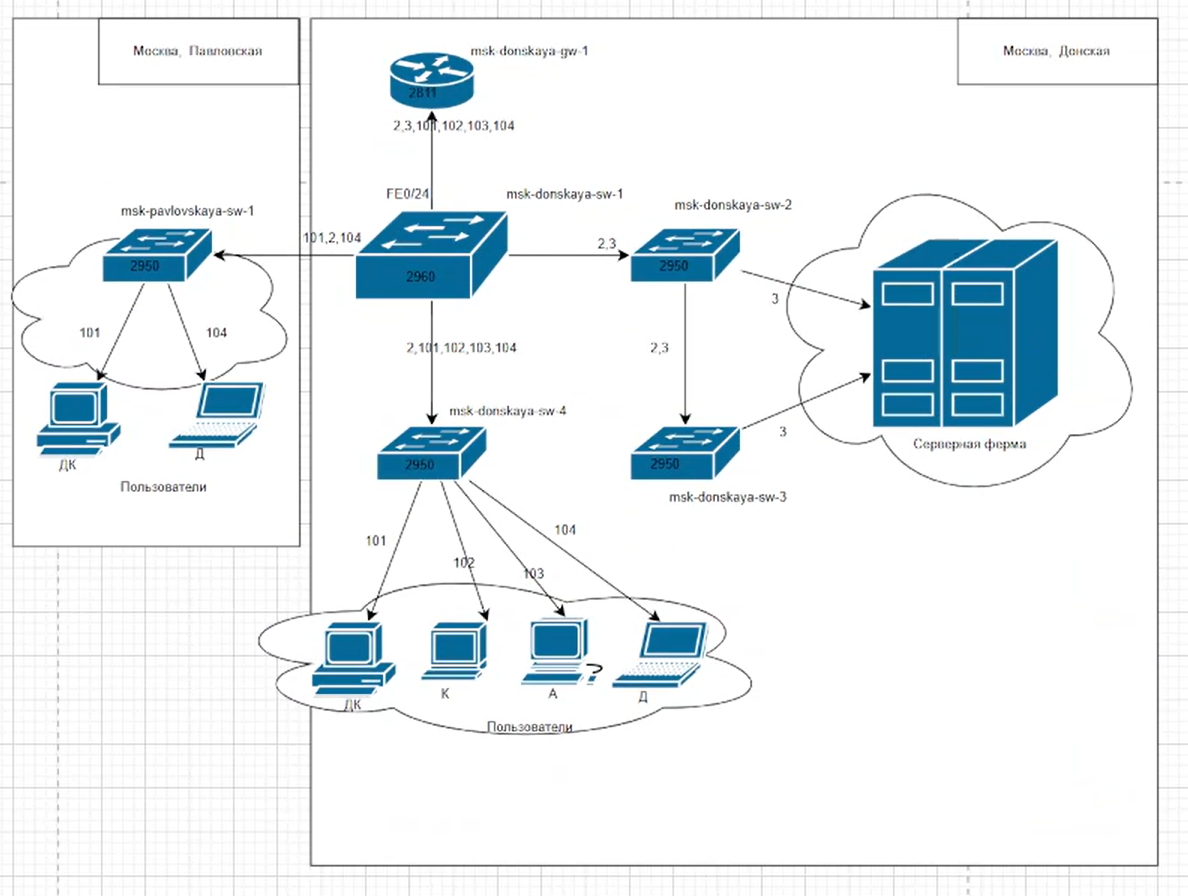 Москва, Павловская
Москва, Донская
msk-donskaya-gw-1
2811
2,3,101,102,103,104
FE0/24
msk-donskaya-sw-1
msk-donskaya-sw-2
msk-pavlovskaya-sw-1
101,2,104
2,3
2950
2960
2950
3
101
104
2,101,102,103,104
2,3
msk-donskaya-sw-4
3
Серверная ферма
2950
2950
ДК
Д
Пользователи
msk-donskaya-sw-3
101
102
103
104
ДК
К
А
Д
Пользователи